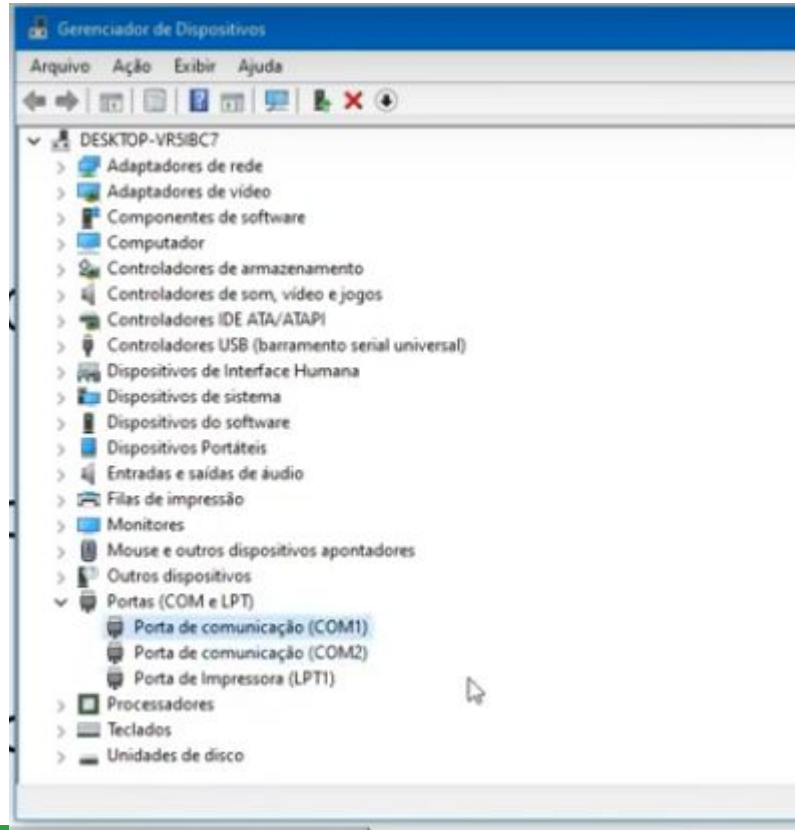 Gerenciador de Dispositivos
Arquivo Ação Exibir Ajuda
DESKTOP-VR5IBC7
Adaptadores de rede
Adaptadores de vídeo
Componentes de software
Computador
Controladores de armazenamento
Controladores de som, vídeo e jogos
Controladores IDE ATA/ATAPI
Controladores USB (barramento serial universal)
Dispositivos de Interface Humana
Dispositivos de sistema
Dispositivos do software
Dispositivos Portáteis
Entradas e saídas de áudio
Filas de impressão
Monitores
Mouse e outros dispositivos apontadores
Outros dispositivos
Portas (COM e LPT)
Porta de comunicação (COM1)
Porta de comunicação (COM2)
Porta de Impressora (LPT1)
Processadores
Teclados
Unidades de disco